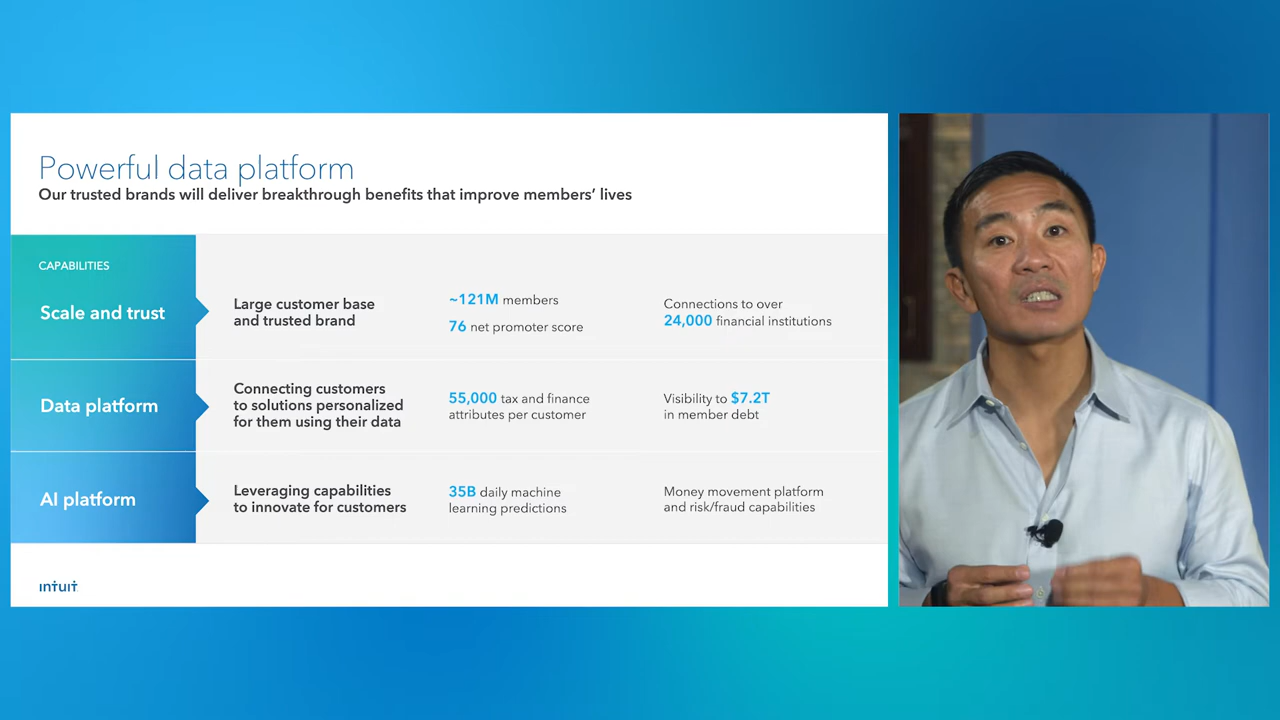 Powerful data platform
Our trusted brands will deliver breakthrough benefits that improve members' lives
CAPABILITIES
Scale and trust
Large customer base
and trusted brand
~121M members
76 net promoter score
Connections to over
24,000 financial institutions
Data platform
Connecting customers
to solutions personalized
for them using their data
55,000 tax and finance
attributes per customer
Visibility to $7.2T
in member debt
AI platform
Leveraging capabilities
to innovate for customers
35B daily machine
learning predictions
Money movement platform
and risk/fraud capabilities
ıntuıt